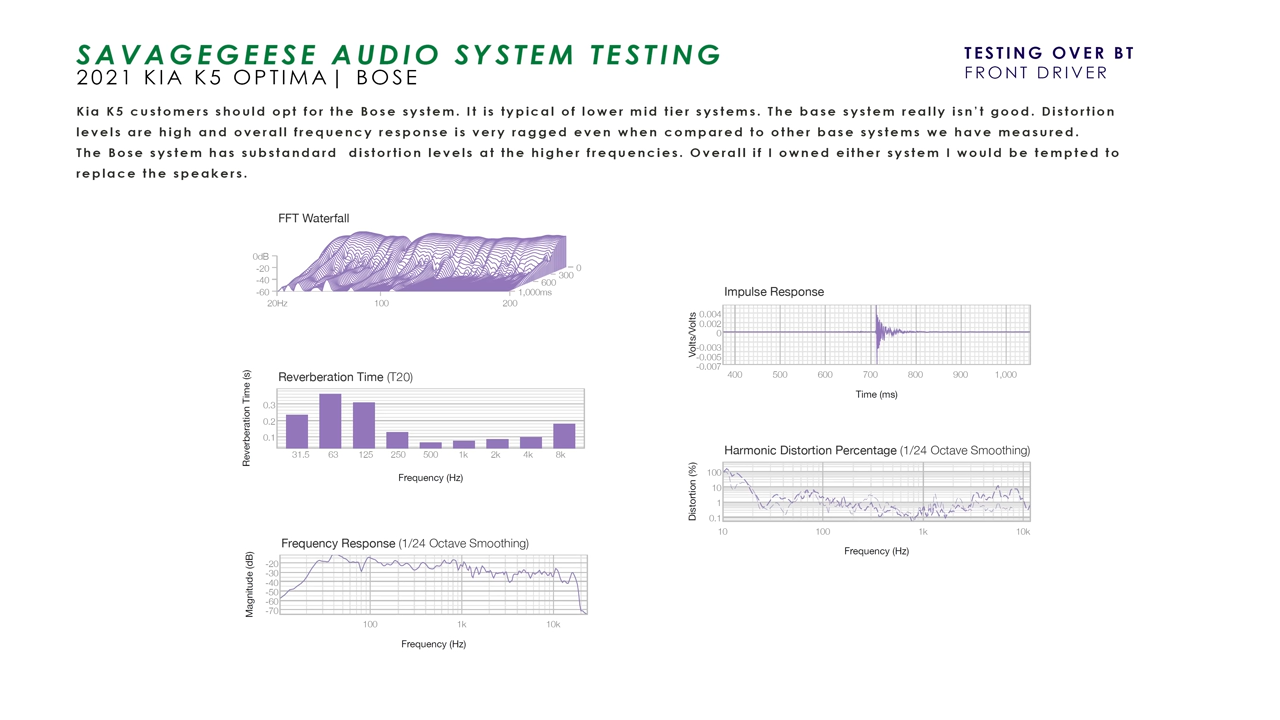 SAVAGEGEESE AUDIO SYSTEM TESTING
2021 KIA K5 OPTIMA| BOSE
TESTING OVER BT
FRONT DRIVER
Kia K5 customers should opt for the Bose system. It is typical of lower mid tier systems. The base system really isn't good. Distortion
levels are high and overall frequency response is very ragged even when compared to other base systems we have measured.
The Bose system has substandard  distortion levels at the higher frequencies. Overall if I owned either system I would be tempted to
replace the speakers.
FFT Waterfall
0dB
-20
-40
-60
20Hz
100
200
1,000ms
600
300
0
Reverberation Time (T20)
Reverberation Time (s)
0.3
0.2
0.1
31.5 63 125 250 500 1k 2k 4k 8k
Frequency (Hz)
Frequency Response (1/24 Octave Smoothing)
Magnitude (dB)
-20
-30
-40
-50
-60
-70
100 1k 10k
Frequency (Hz)
Impulse Response
Volts/Volts
0.004
0.002
0
-0.003
-0.005
-0.007
400 500 600 700 800 900 1,000
Time (ms)
Harmonic Distortion Percentage (1/24 Octave Smoothing)
Distortion (%)
100
10
1
0.1
10 100 1k 10k
Frequency (Hz)